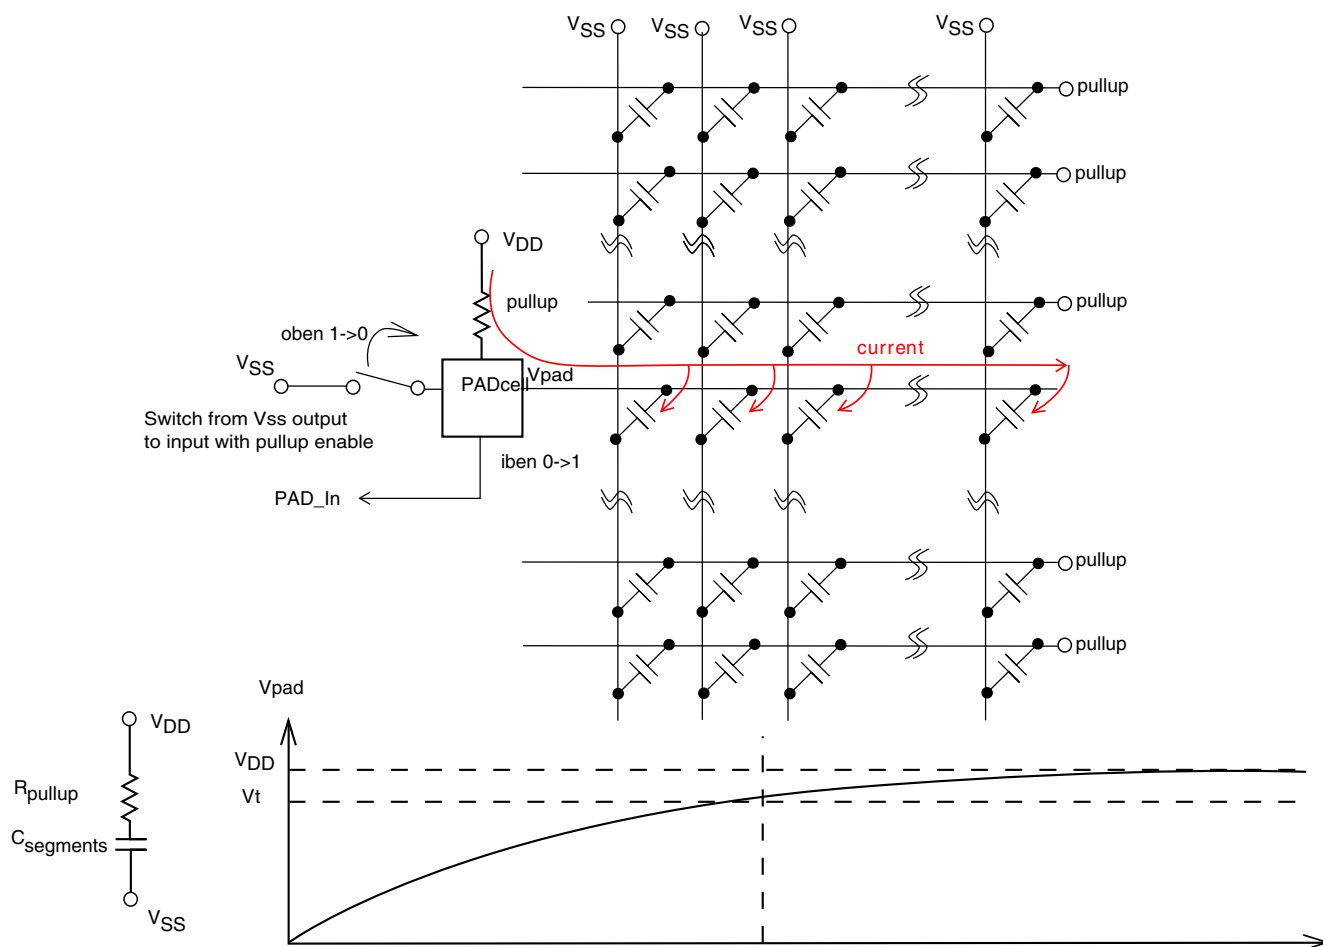 VSS VSS VSS VSS
pullup
pullup
VDD
pullup
pullup
oben 1->0
current
VSS
PADcell
Vpad
Switch from Vss output
to input with pullup enable
iben 0->1
PAD_In
pullup
pullup
Vpad
VDD
VDD
Rpullup
Vt
Csegments
VSS